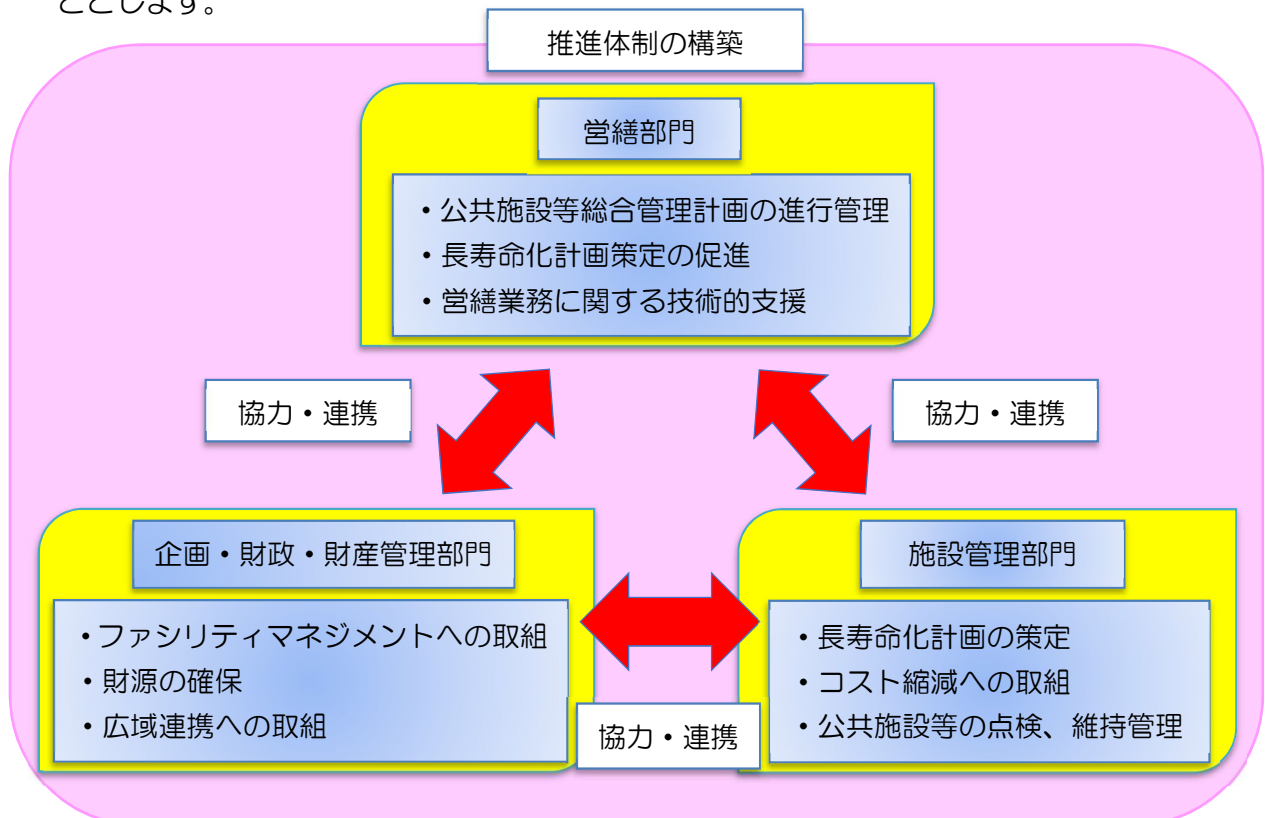 ととします。
推進体制の構築
営繕部門
・公共施設等総合管理計画の進行管理
・長寿命化計画策定の促進
・営繕業務に関する技術的支援
協力・連携
協力・連携
企画・財政・財産管理部門
・ファシリティマネジメントへの取組
・財源の確保
・広域連携への取組
施設管理部門
・長寿命化計画の策定
・コスト縮減への取組
・公共施設等の点検、維持管理
協力・連携